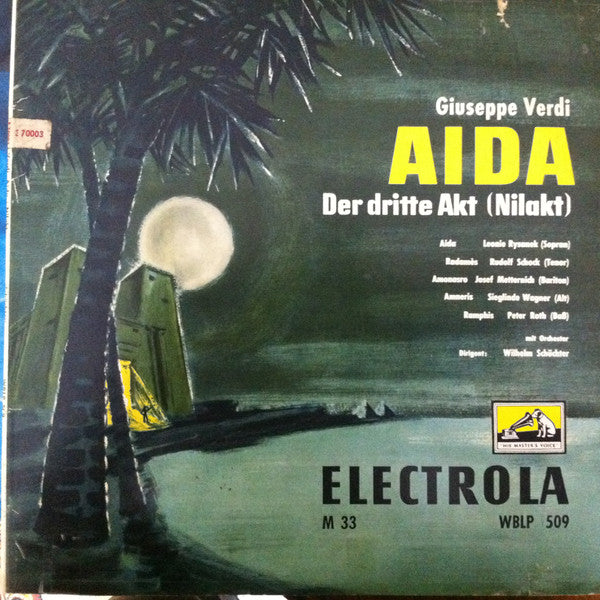 Giuseppe Verdi
AIDA
Der dritte Akt (Nilakt)
270003
Aida Leonie Rysanek (Sopran)
Radamès Rudolf Schock (Tenor)
Amonasro Josef Metternich (Bariton)
Amneris Sieglinde Wagner (Alt)
Ramphis Peter Roth (Baß)
mit Orchester
Dirigent: Wilhelm Schüchter
"HIS MASTER'S VOICE"
ELECTROLA
M 33 WBLP 509